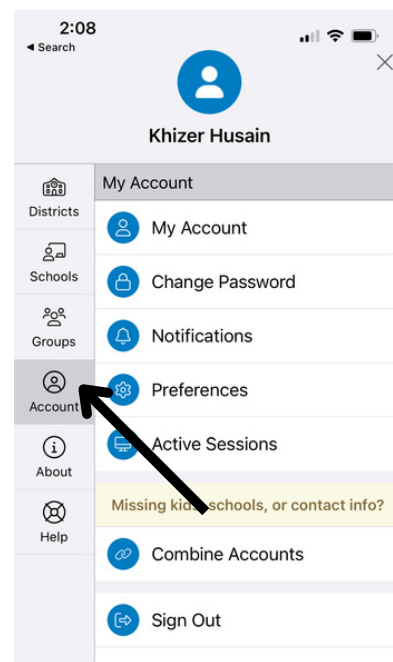 2:08
◀ Search
Khizer Husain
Districts
Schools
Groups
Account
About
Help
My Account
My Account
Change Password
Notifications
Preferences
Active Sessions
Missing kids, schools, or contact info?
Combine Accounts
Sign Out